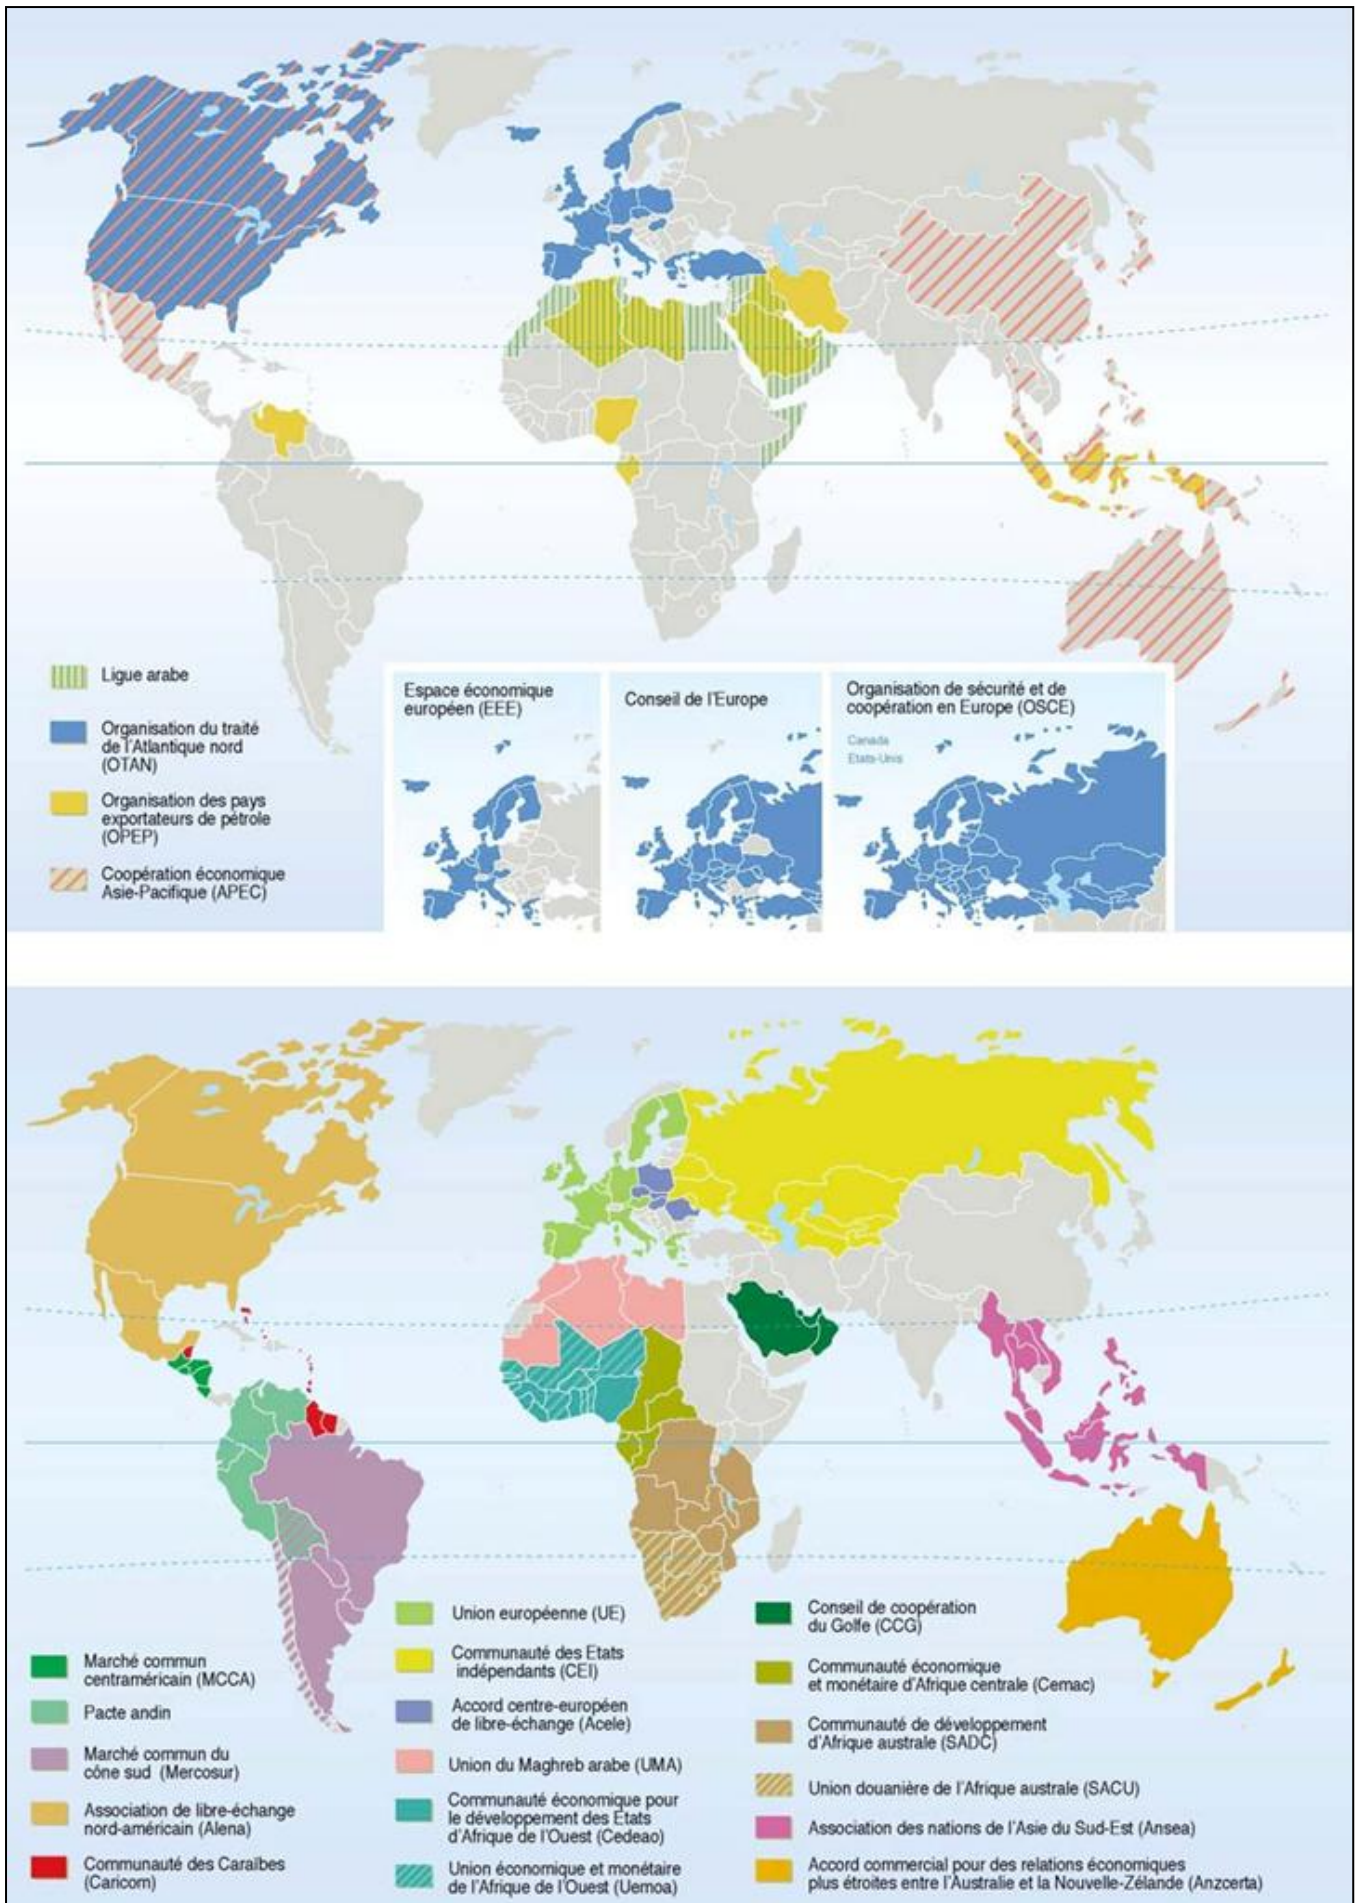 Ligue arabe
Organisation du traité
de l'Atlantique nord
(OTAN)
Organisation des pays
exportateurs de pétrole
(OPEP)
Coopération économique
Asie-Pacifique (APEC)
Espace économique
européen (EEE)
Conseil de l'Europe
Organisation de sécurité et de
coopération en Europe (OSCE)
Canada
Etats-Unis
Marché commun
centraméricain (MCCA)
Pacte andin
Marché commun du
cône sud (Mercosur)
Association de libre-échange
nord-américain (Alena)
Communauté des Caraïbes
(Caricom)
Union européenne (UE)
Communauté des Etats
indépendants (CEI)
Accord centre-européen
de libre-échange (Acele)
Union du Maghreb arabe (UMA)
Communauté économique pour
le développement des Etats
d'Afrique de l'Ouest (Cedeao)
Union économique et monétaire
de l'Afrique de l'Ouest (Uemoa)
Conseil de coopération
du Golfe (CCG)
Communauté économique
et monétaire d'Afrique centrale (Cemac)
Communauté de développement
d'Afrique australe (SADC)
Union douanière de l'Afrique australe (SACU)
Association des nations de l'Asie du Sud-Est (Ansea)
Accord commercial pour des relations économiques
plus étroites entre l'Australie et la Nouvelle-Zélande (Anzcerta)